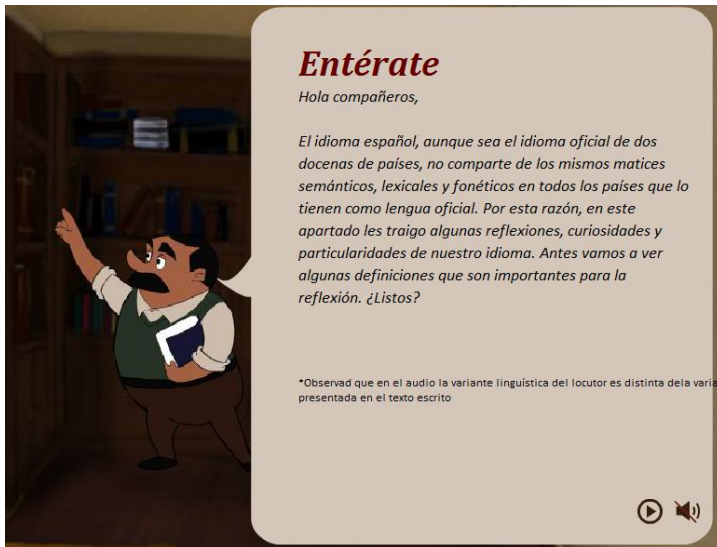 Entérate
Hola compañeros,
El idioma español, aunque sea el idioma oficial de dos
docenas de países, no comparte de los mismos matices
semánticos, lexicales y fonéticos en todos los países que lo
tienen como lengua oficial. Por esta razón, en este
apartado les traigo algunas reflexiones, curiosidades y
particularidades de nuestro idioma. Antes vamos a ver
algunas definiciones que son importantes para la
reflexión. ¿Listos?
*Observad que en el audio la variante linguística del locutor es distinta dela varia
presentada en el texto escrito